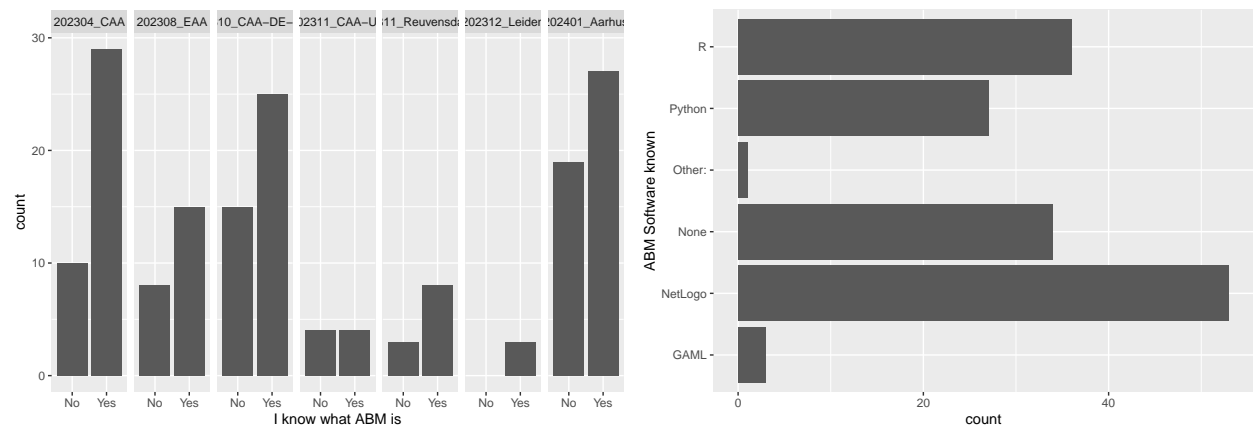 202304_CAA
202308_EAA
10_CAA−DE−
02311_CAA−U
311_Reuvensda
202312_Leiden
202401_Aarhus
30
20
10
0
count
No Yes No Yes No Yes No Yes No Yes No Yes No Yes
I know what ABM is
R
Python
Other:
None
NetLogo
GAML
ABM Software known
0 20 40
count